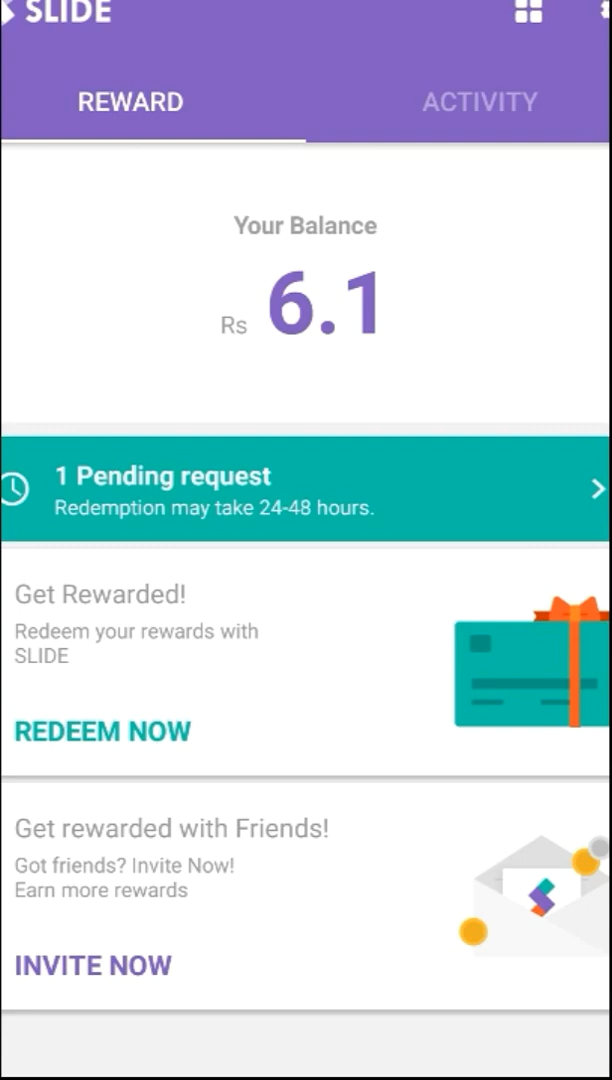 SLIDE
REWARD
ACTIVITY
Your Balance
Rs 6.1
1 Pending request
Redemption may take 24-48 hours.
Get Rewarded!
Redeem your rewards with
SLIDE
REDEEM NOW
Get rewarded with Friends!
Got friends? Invite Now!
Earn more rewards
INVITE NOW